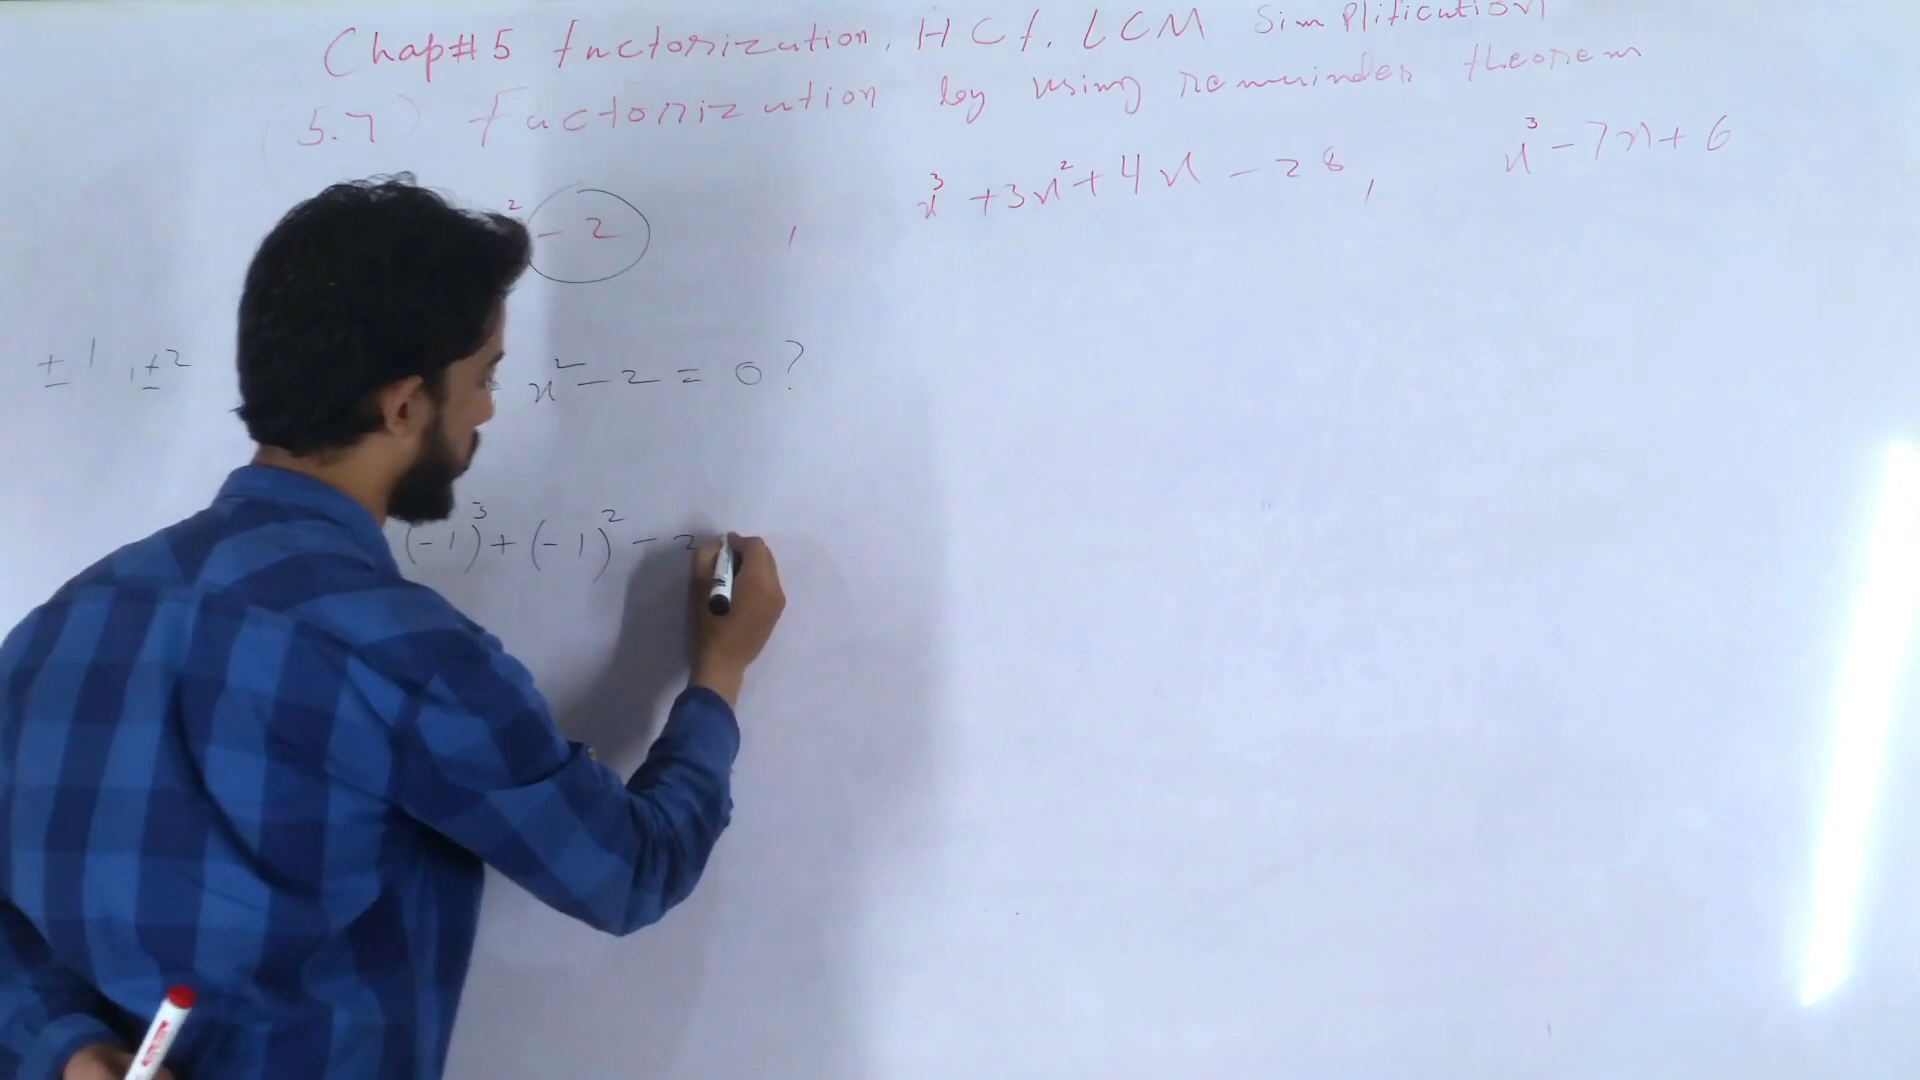 Chap#5 factorization, HCf, LCM Simplification
5.7) Factorization by using remainder theorem
² - 2 , x³ + 3x² + 4x - 28, x³ - 7x + 6
± 1 , ± 2 x² - 2 = 0 ?
(-1)³ + (-1)² - 2